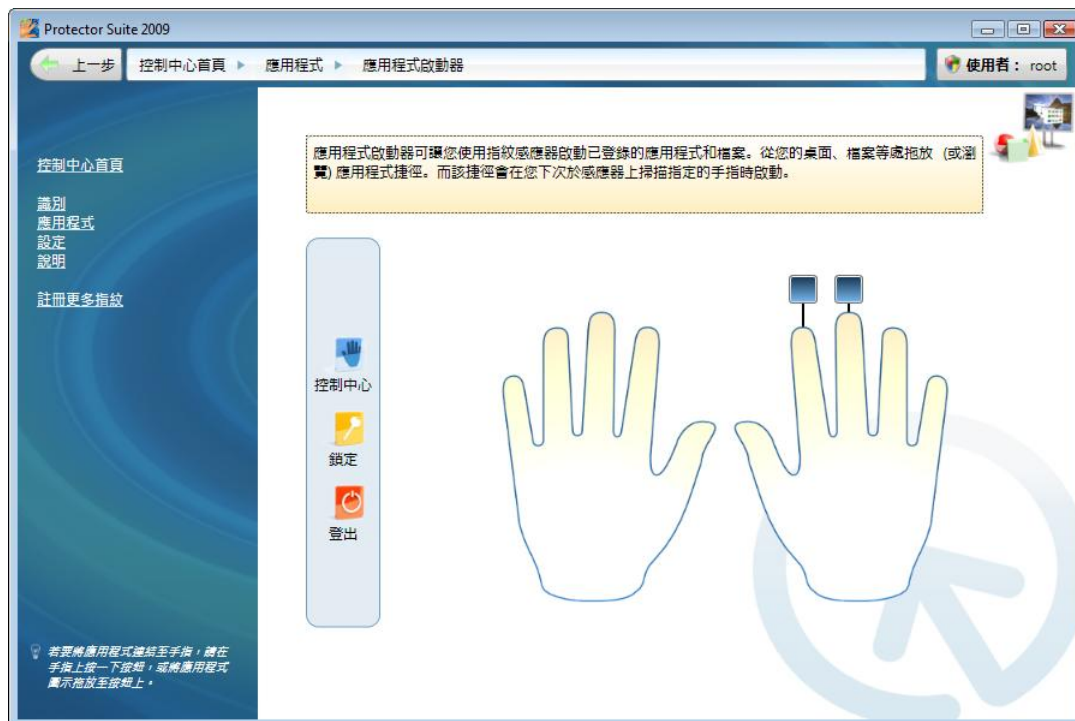 Protector Suite 2009
上一步
控制中心首頁
應用程式
應用程式啟動器
使用者： root
應用程式啟動器可讓您使用指紋感應器啟動已登錄的應用程式和檔案。從您的桌面、檔案等處拖放 (或瀏
覽) 應用程式捷徑。而該捷徑會在您下次於感應器上掃描指定的手指時啟動。
控制中心首頁
識別
應用程式
設定
說明
註冊更多指紋
控制中心
鎖定
登出
若要將應用程式連結至手指，請在
手指上按一下按鈕，或將應用程式
圖示拖放至按鈕上。